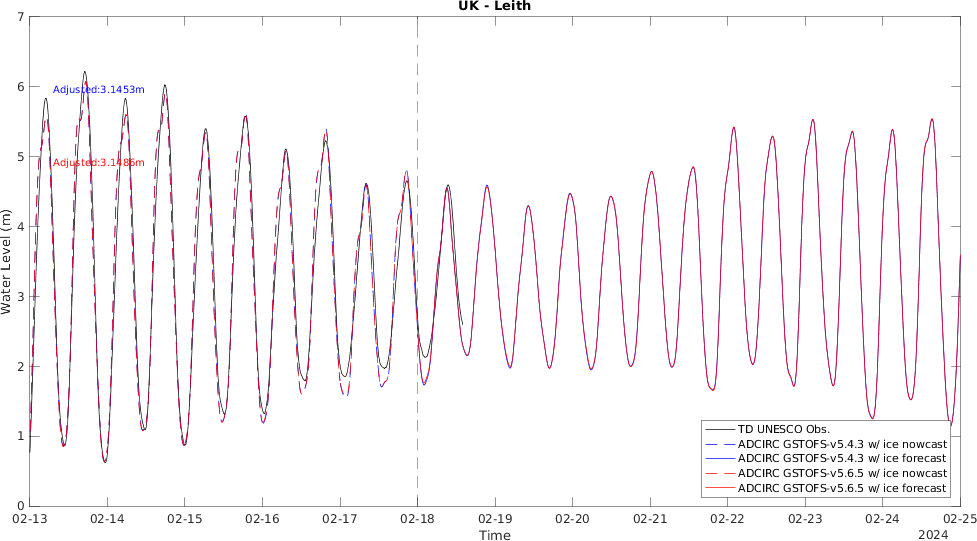 UK - Leith
7
6
5
4
3
2
1
0
Water Level (m)
Adjusted:3.1453m
Adjusted:3.1486m
TD UNESCO Obs.
ADCIRC GSTOFS-v5.4.3 w/ ice nowcast
ADCIRC GSTOFS-v5.4.3 w/ ice forecast
ADCIRC GSTOFS-v5.6.5 w/ ice nowcast
ADCIRC GSTOFS-v5.6.5 w/ ice forecast
02-13 02-14 02-15 02-16 02-17 02-18 02-19 02-20 02-21 02-22 02-23 02-24 02-25
Time
2024